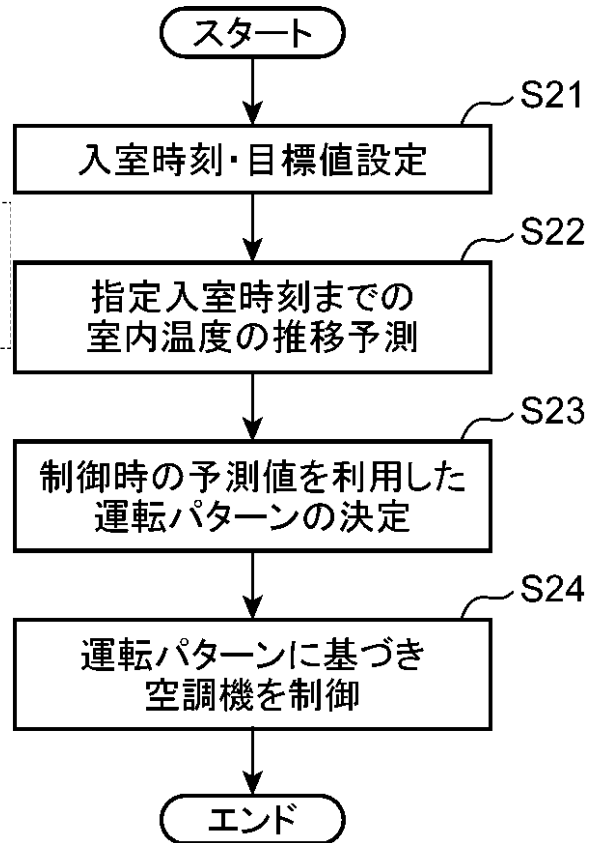 スタート
S21
入室時刻・目標値設定
S22
指定入室時刻までの
室内温度の推移予測
S23
制御時の予測値を利用した
運転パターンの決定
S24
運転パターンに基づき
空調機を制御
エンド